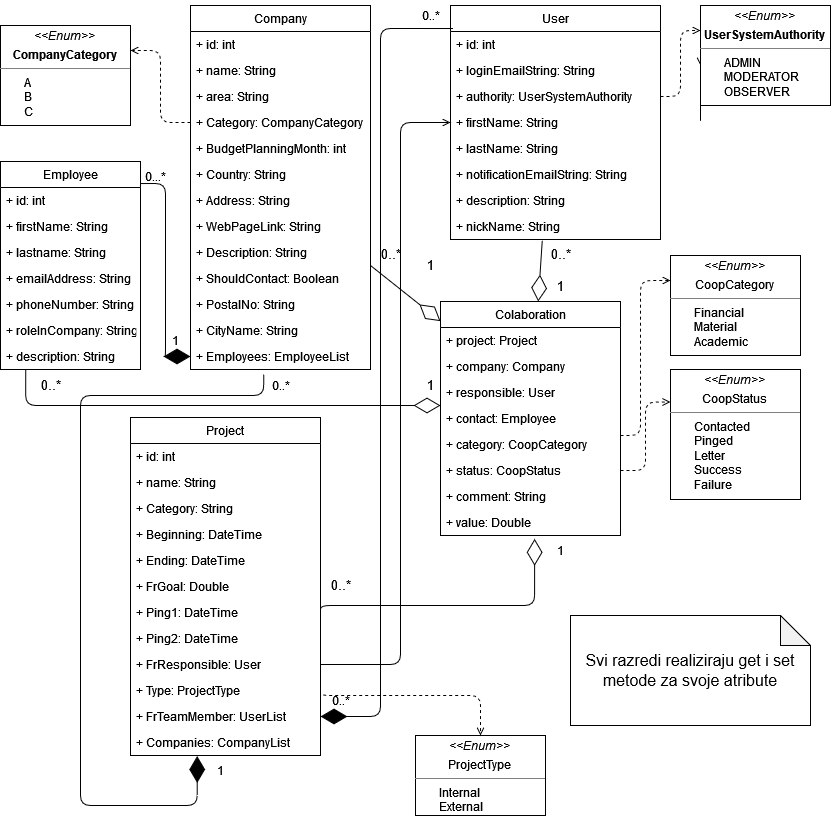 <<Enum>>
CompanyCategory
A
B
C
Company
+ id: int
+ name: String
+ area: String
+ Category: CompanyCategory
+ BudgetPlanningMonth: int
+ Country: String
+ Address: String
+ WebPageLink: String
+ Description: String
+ ShouldContact: Boolean
+ PostalNo: String
+ CityName: String
+ Employees: EmployeeList
0..*
User
+ id: int
+ loginEmailString: String
+ authority: UserSystemAuthority
+ firstName: String
+ lastName: String
+ notificationEmailString: String
+ description: String
+ nickName: String
<<Enum>>
UserSystemAuthority
ADMIN
MODERATOR
OBSERVER
Employee
+ id: int
+ firstName: String
+ lastname: String
+ emailAddress: String
+ phoneNumber: String
+ roleInCompany: String
+ description: String
0...*
1
0..*
1
0..*
1
<<Enum>>
CoopCategory
Financial
Material
Academic
Colaboration
+ project: Project
+ company: Company
+ responsible: User
+ contact: Employee
+ category: CoopCategory
+ status: CoopStatus
+ comment: String
+ value: Double
<<Enum>>
CoopStatus
Contacted
Pinged
Letter
Success
Failure
0..*
0..*
1
Project
+ id: int
+ name: String
+ Category: String
+ Beginning: DateTime
+ Ending: DateTime
+ FrGoal: Double
+ Ping1: DateTime
+ Ping2: DateTime
+ FrResponsible: User
+ Type: ProjectType
+ FrTeamMember: UserList
+ Companies: CompanyList
1
0..*
0..*
1
<<Enum>>
ProjectType
Internal
External
Svi razredi realiziraju get i set
metode za svoje atribute